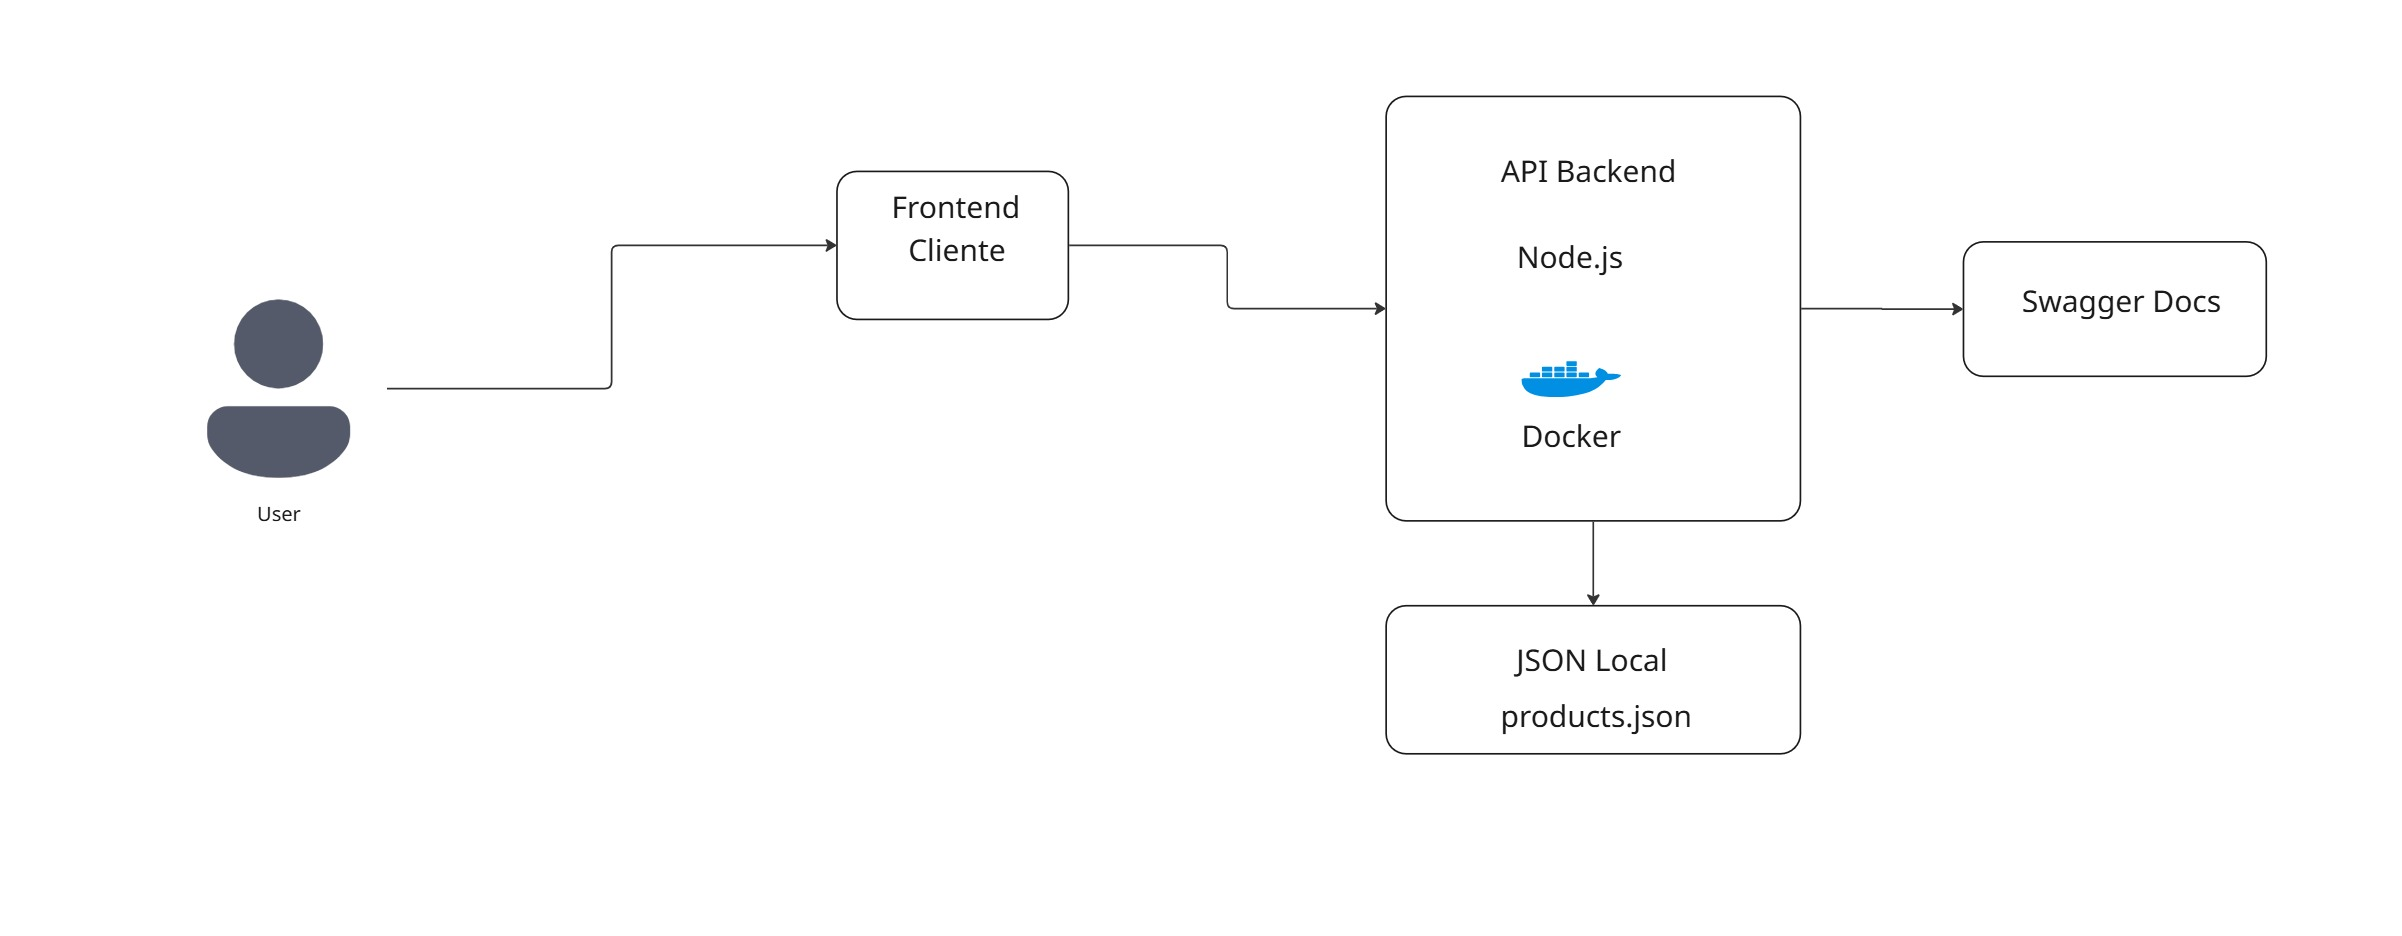 User
Frontend
Cliente
API Backend
Node.js
Docker
Swagger Docs
JSON Local
products.json